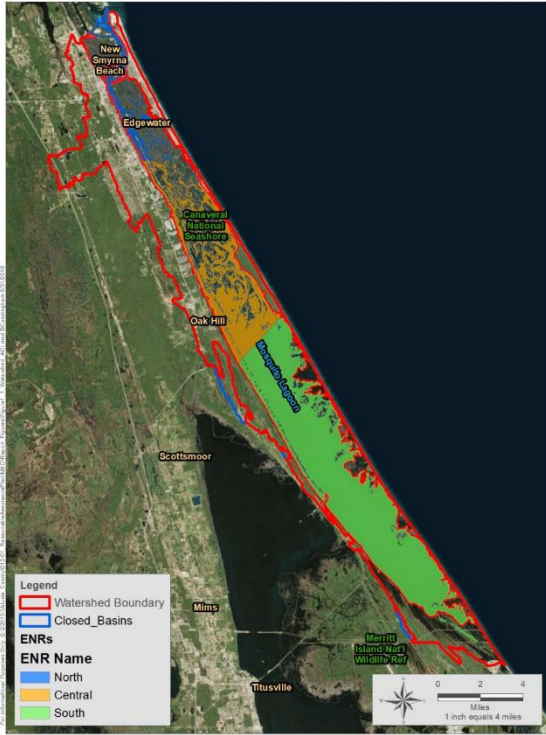 New
Smyrna
Beach
Edgewater
Canaveral
National
Seashore
Oak Hill
Mosquito Lagoon
Scottsmoor
Mims
Merritt
Island Nat'l
Wildlife Ref
Titusville
Legend
Watershed Boundary
Closed_Basins
ENRs
ENR Name
North
Central
South
0 2 4
Miles
1 inch equals 4 miles